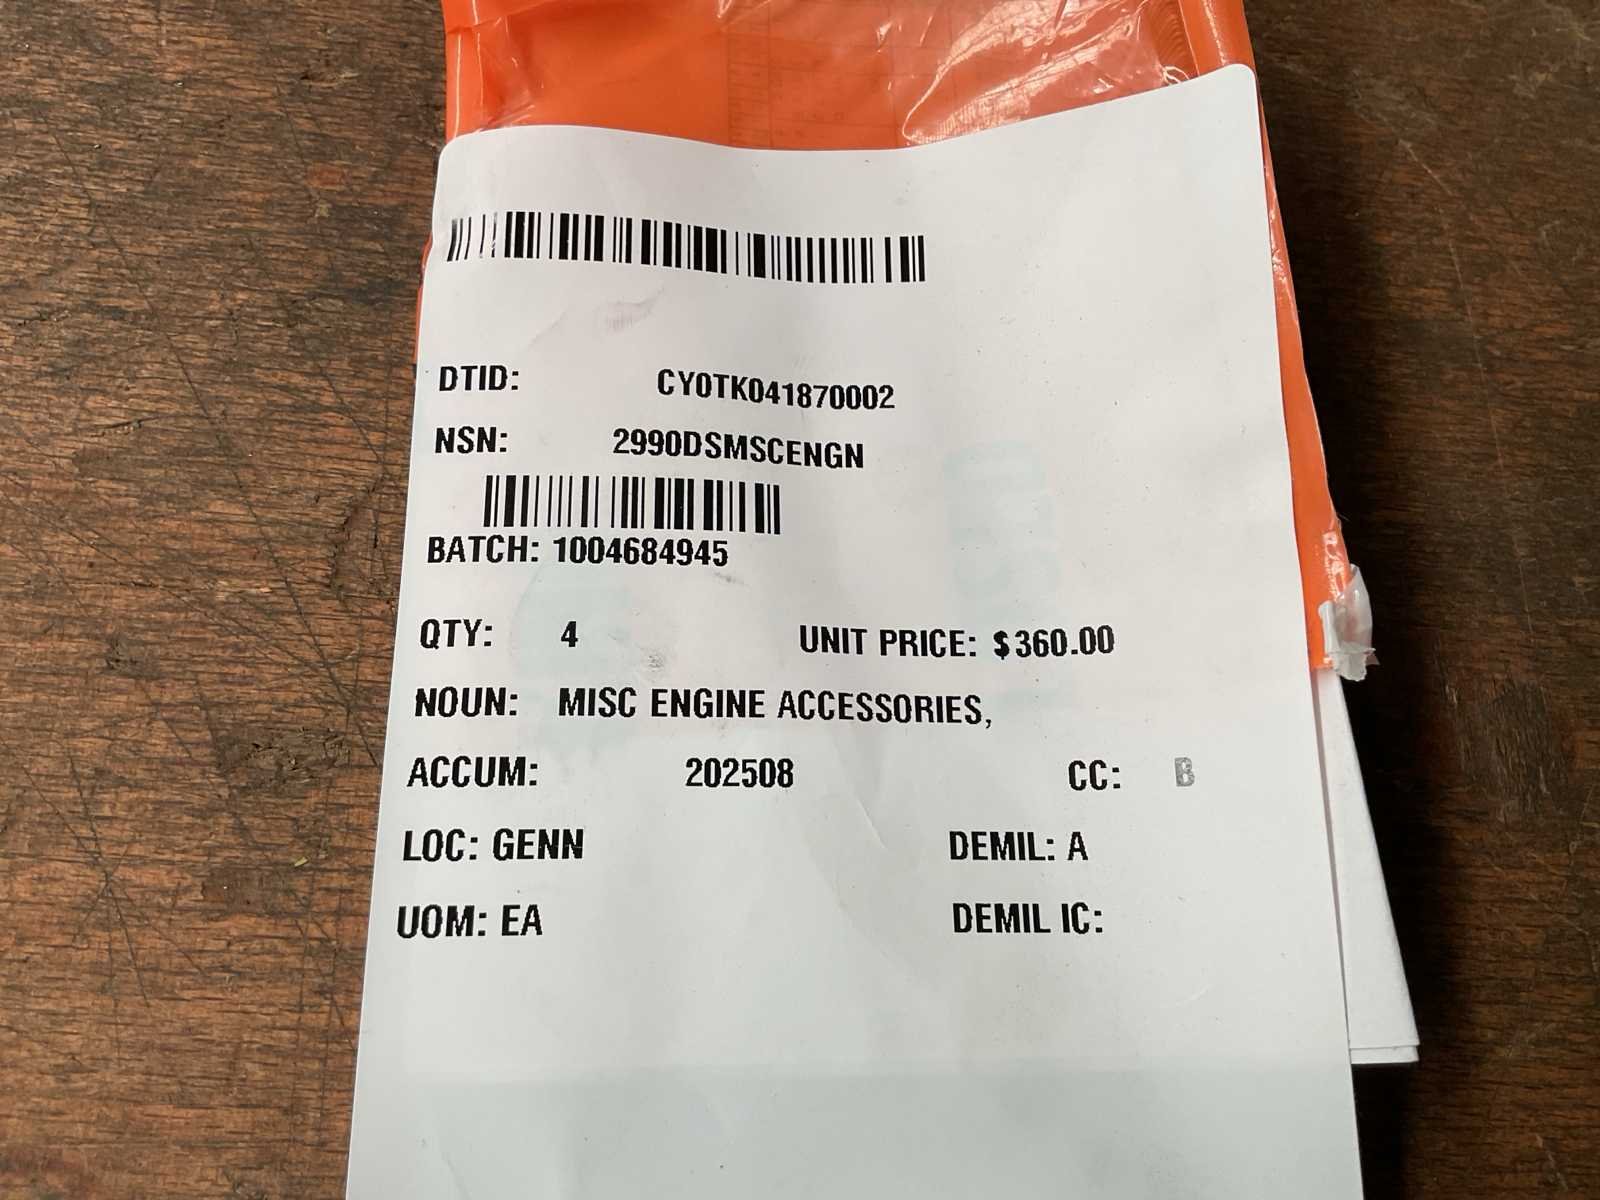 DTID: CY0TK041870002
NSN: 2990DSMSCENGN
BATCH: 1004684945
QTY: 4 UNIT PRICE: $360.00
NOUN: MISC ENGINE ACCESSORIES,
ACCUM: 202508 CC: B
LOC: GENN DEMIL: A
UOM: EA DEMIL IC: